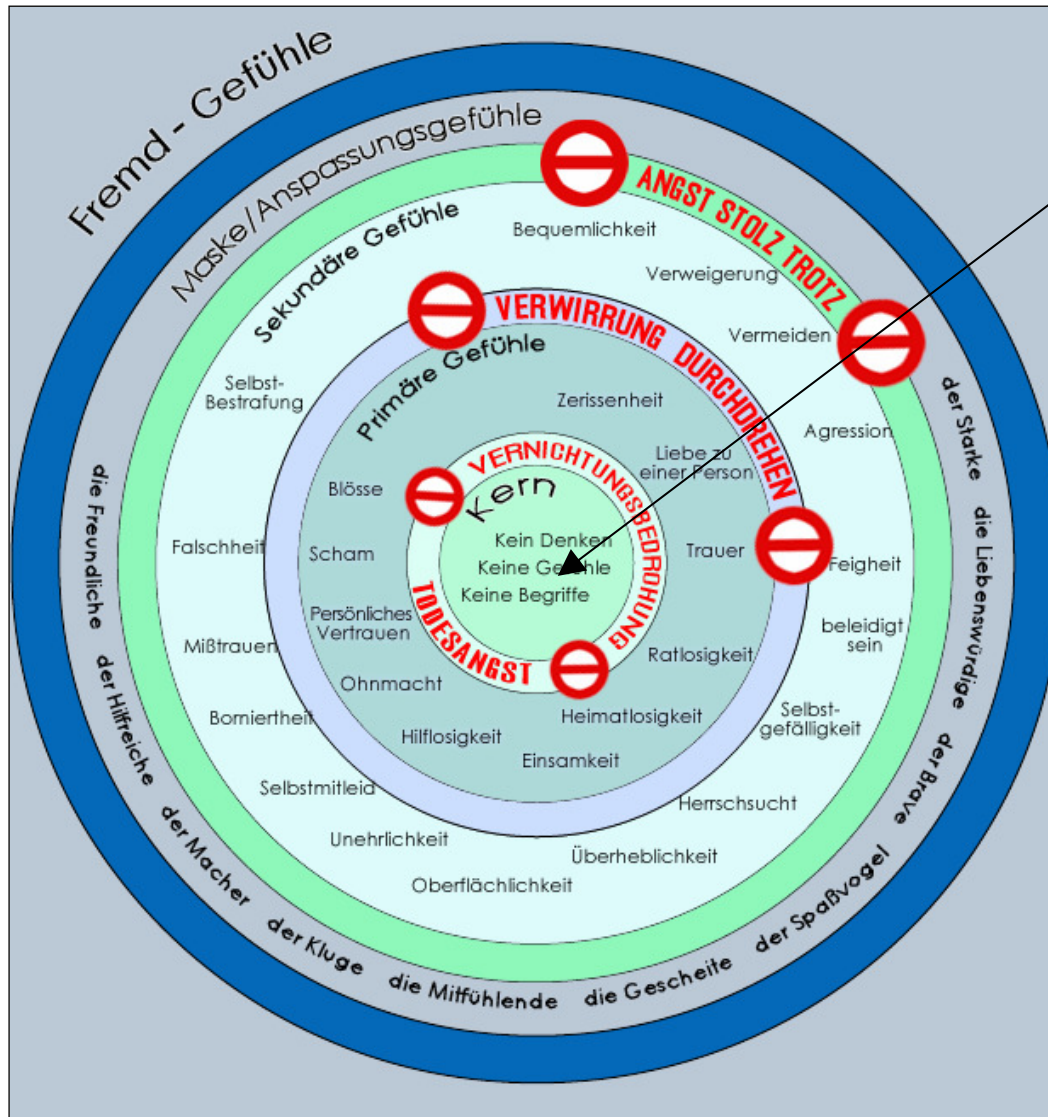 Fremd - Gefühle
Maske/Anspassungsgefühle
ANGST STOLZ TROTZ
Sekundäre Gefühle
Bequemlichkeit
Verweigerung
Vermeiden
Agression
Feigheit
beleidigt
sein
Selbst-
gefälligkeit
Herrschsucht
Überheblichkeit
Oberflächlichkeit
Unehrlichkeit
Selbstmitleid
Borniertheit
Mißtrauen
Falschheit
Selbst-
Bestrafung
VERWIRRUNG DURCHDREHEN
Primäre Gefühle
Zerissenheit
Liebe zu
einer Person
Trauer
Ratlosigkeit
Heimatlosigkeit
Einsamkeit
Hilflosigkeit
Ohnmacht
Persönliches
Vertrauen
Scham
Blösse
VERNICHTUNGSBEDROHUNG
TODESANGST
Kern
Kein Denken
Keine Gefühle
Keine Begriffe
die Freundliche der Hilfreiche der Macher der Kluge die Mitfühlende die Gescheite der Spaßvogel der Brave die Liebenswürdige der Starke